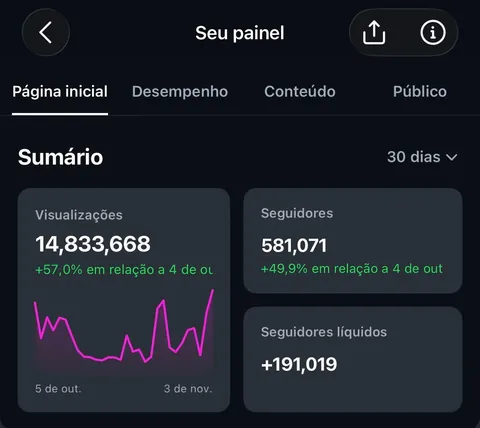 Seu painel
Página inicial
Desempenho
Conteúdo
Público
Sumário
30 dias
Visualizações
14,833,668
+57,0% em relação a 4 de ou
5 de out.
3 de nov.
Seguidores
581,071
+49,9% em relação a 4 de out
Seguidores líquidos
+191,019